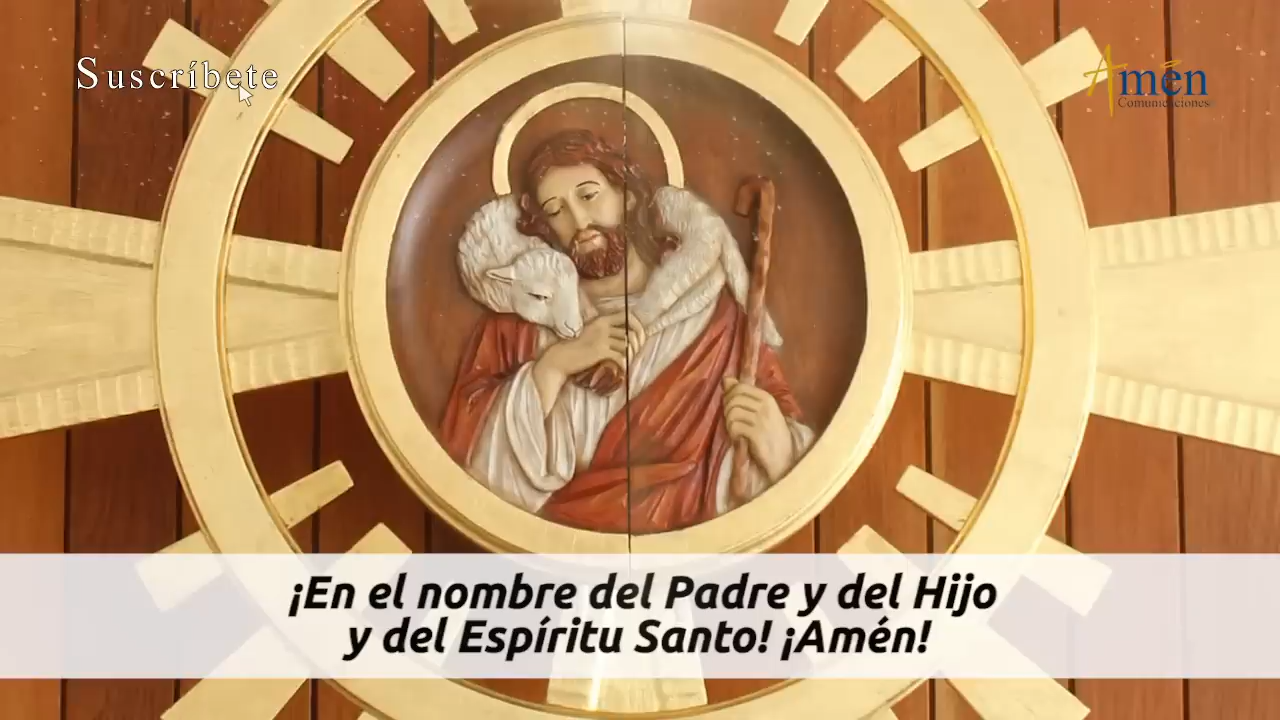 Suscríbete
Amén
Comunicaciones
¡En el nombre del Padre y del Hijo
y del Espíritu Santo! ¡Amén!